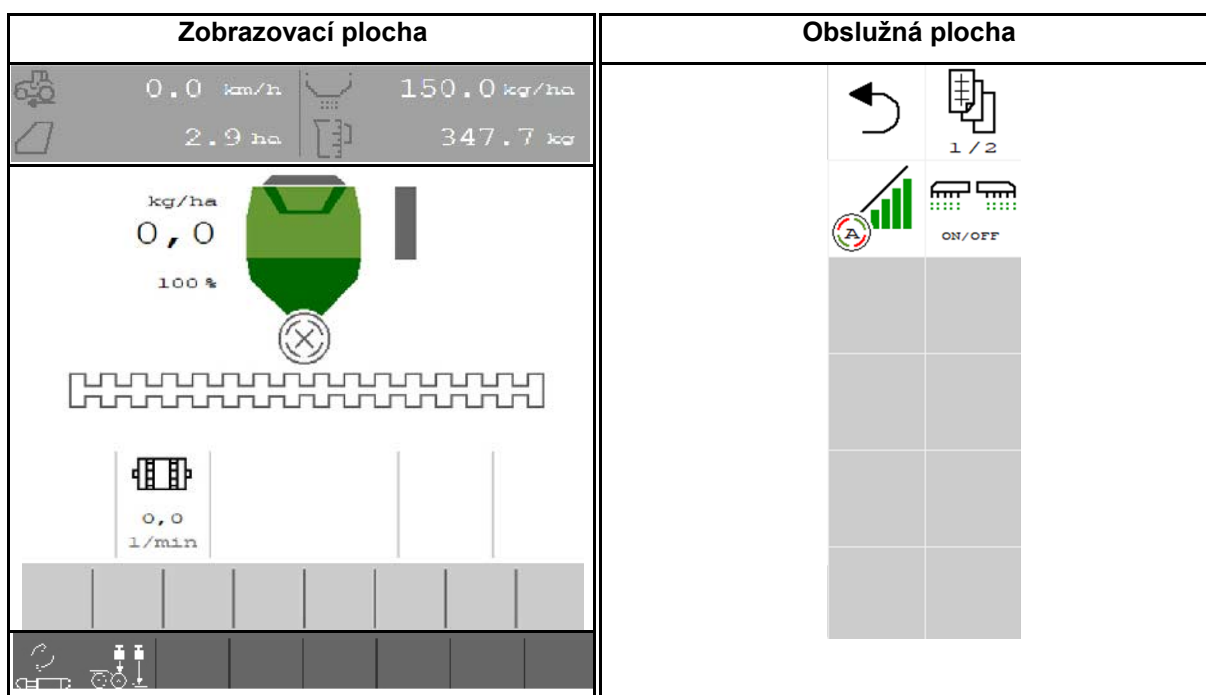 Zobrazovací plocha
Obslužná plocha
0.0 km/h
150.0 kg/ha
2.9 ha
347.7 kg
kg/ha
0,0
100 %
0,0
1/min
1/2
A
ON/OFF